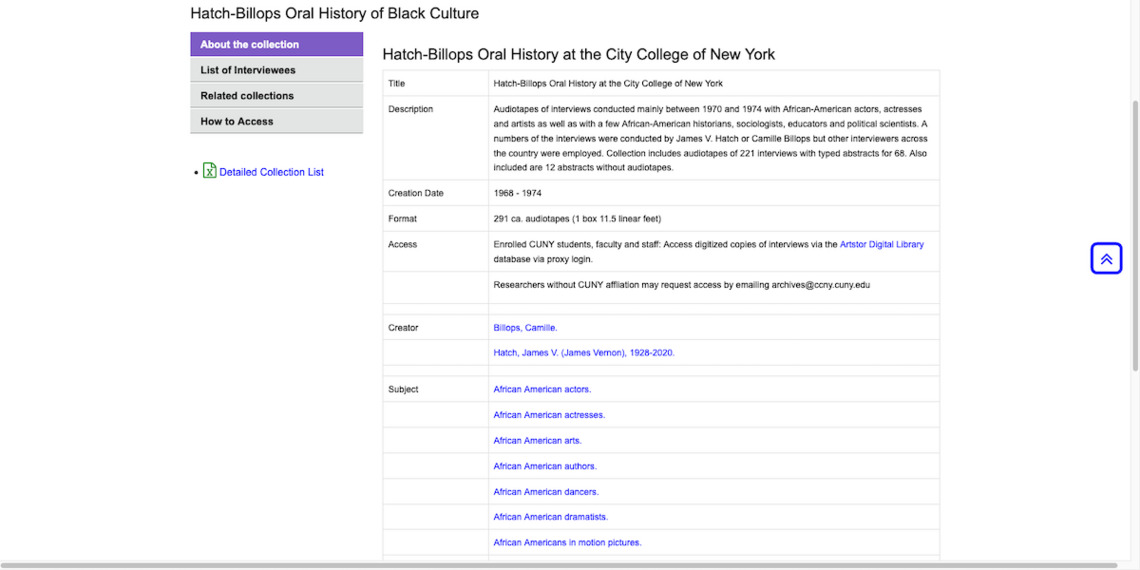 Hatch-Billops Oral History of Black Culture
About the collection
List of Interviewees
Related collections
How to Access
Detailed Collection List
Hatch-Billops Oral History at the City College of New York
Title Hatch-Billops Oral History at the City College of New York
Description Audiotapes of interviews conducted mainly between 1970 and 1974 with African-American actors, actresses
and artists as well as with a few African-American historians, sociologists, educators and political scientists. A
numbers of the interviews were conducted by James V. Hatch or Camille Billops but other interviewers across
the country were employed. Collection includes audiotapes of 221 interviews with typed abstracts for 68. Also
included are 12 abstracts without audiotapes.
Creation Date 1968 - 1974
Format 291 ca. audiotapes (1 box 11.5 linear feet)
Access Enrolled CUNY students, faculty and staff: Access digitized copies of interviews via the Artstor Digital Library
database via proxy login.
Researchers without CUNY affliation may request access by emailing archives@ccny.cuny.edu
Creator Billops, Camille.
Hatch, James V. (James Vernon), 1928-2020.
Subject African American actors.
African American actresses.
African American arts.
African American authors.
African American dancers.
African American dramatists.
African Americans in motion pictures.